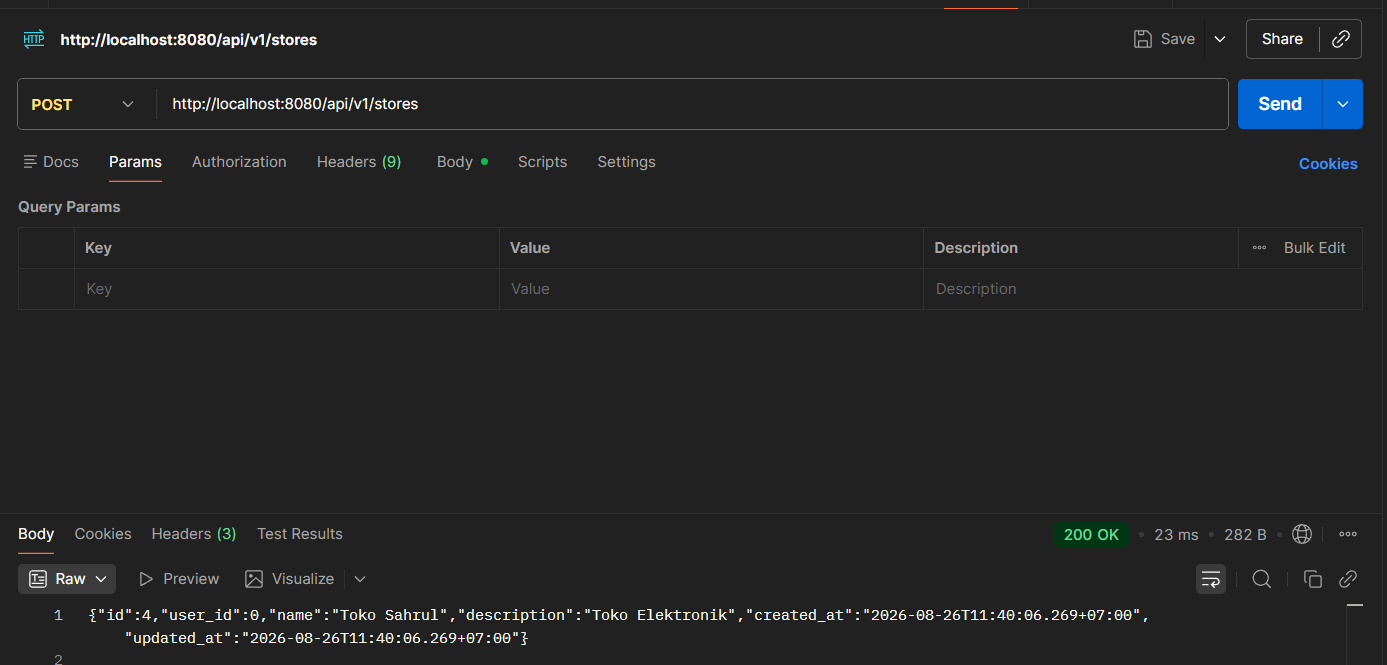 HTTP http://localhost:8080/api/v1/stores Save Share
POST http://localhost:8080/api/v1/stores Send
Docs Params Authorization Headers (9) Body Scripts Settings Cookies
Query Params
Key Value Description Bulk Edit
Key Value Description
Body Cookies Headers (3) Test Results 200 OK • 23 ms • 282 B •
Raw Preview Visualize
1 {"id":4,"user_id":0,"name":"Toko Sahrul","description":"Toko Elektronik","created_at":"2026-08-26T11:40:06.269+07:00",
"updated_at":"2026-08-26T11:40:06.269+07:00"}
2